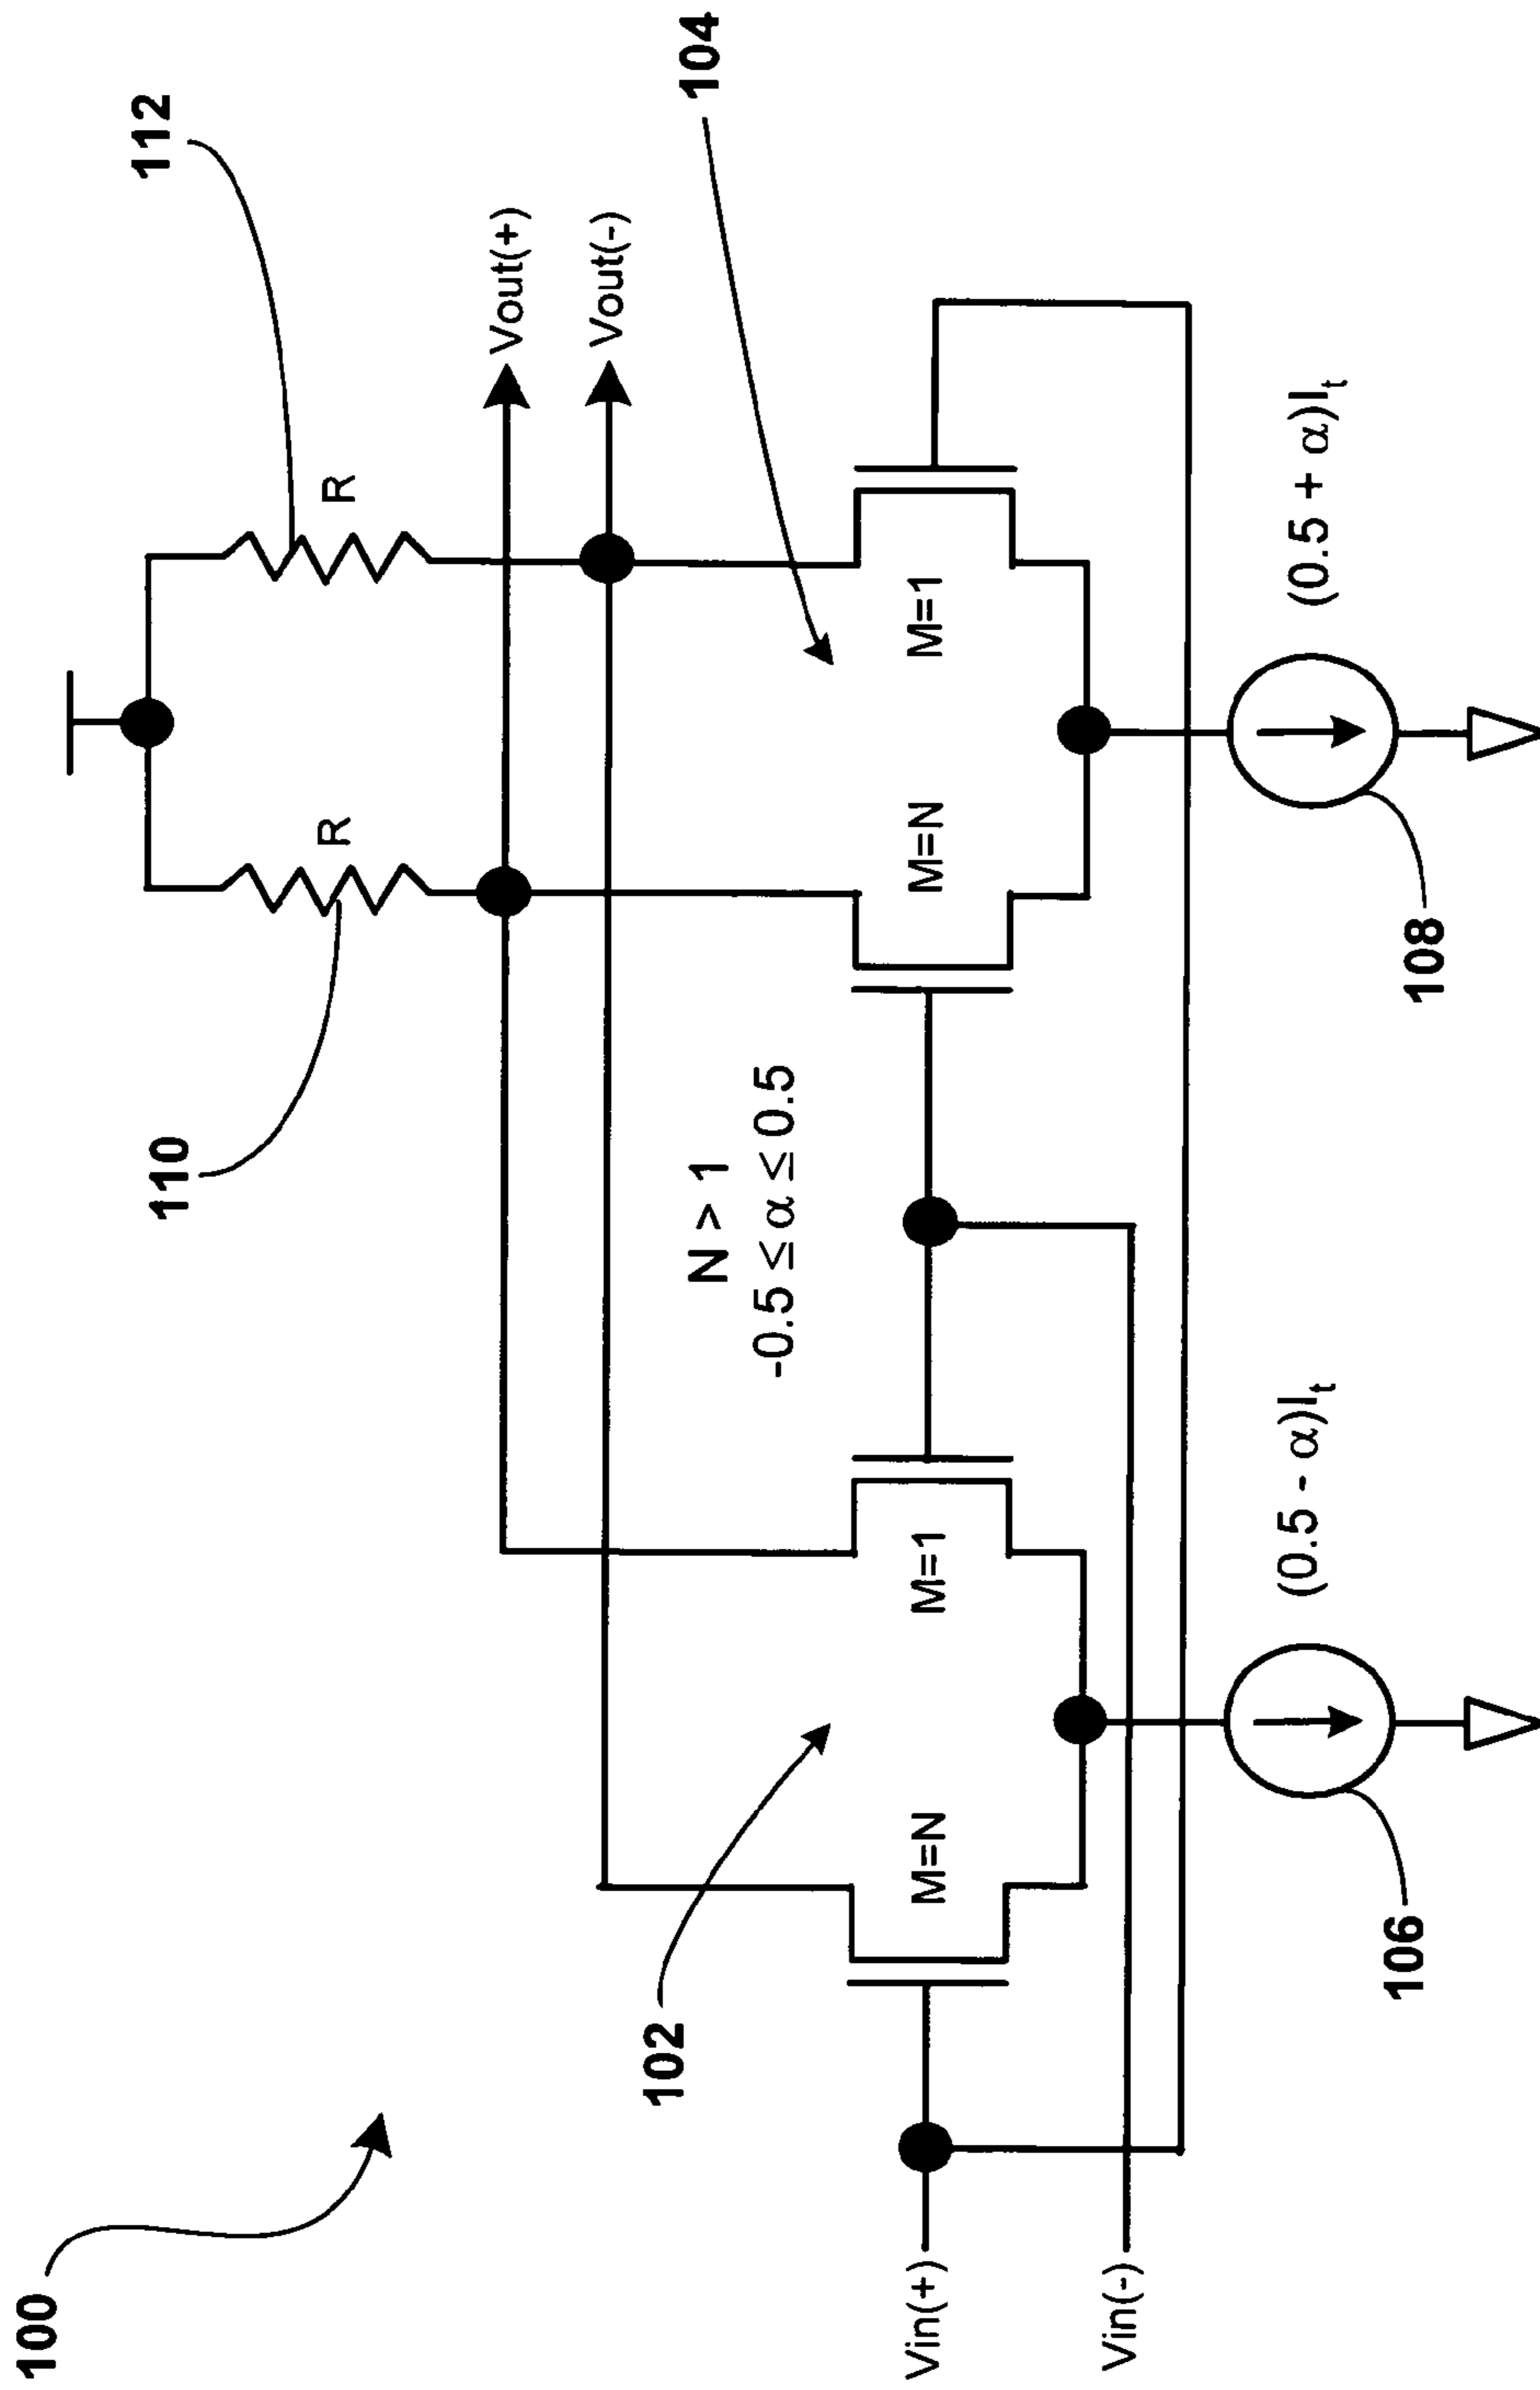 100
110
112
R
R
Vout(+)
Vout(-)
102
N > 1
-0.5 ≤ α ≤ 0.5
104
Vin(+)
M=N
M=1
M=N
M=1
Vin(-)
(0.5 - α)Iₜ
(0.5 + α)Iₜ
106
108